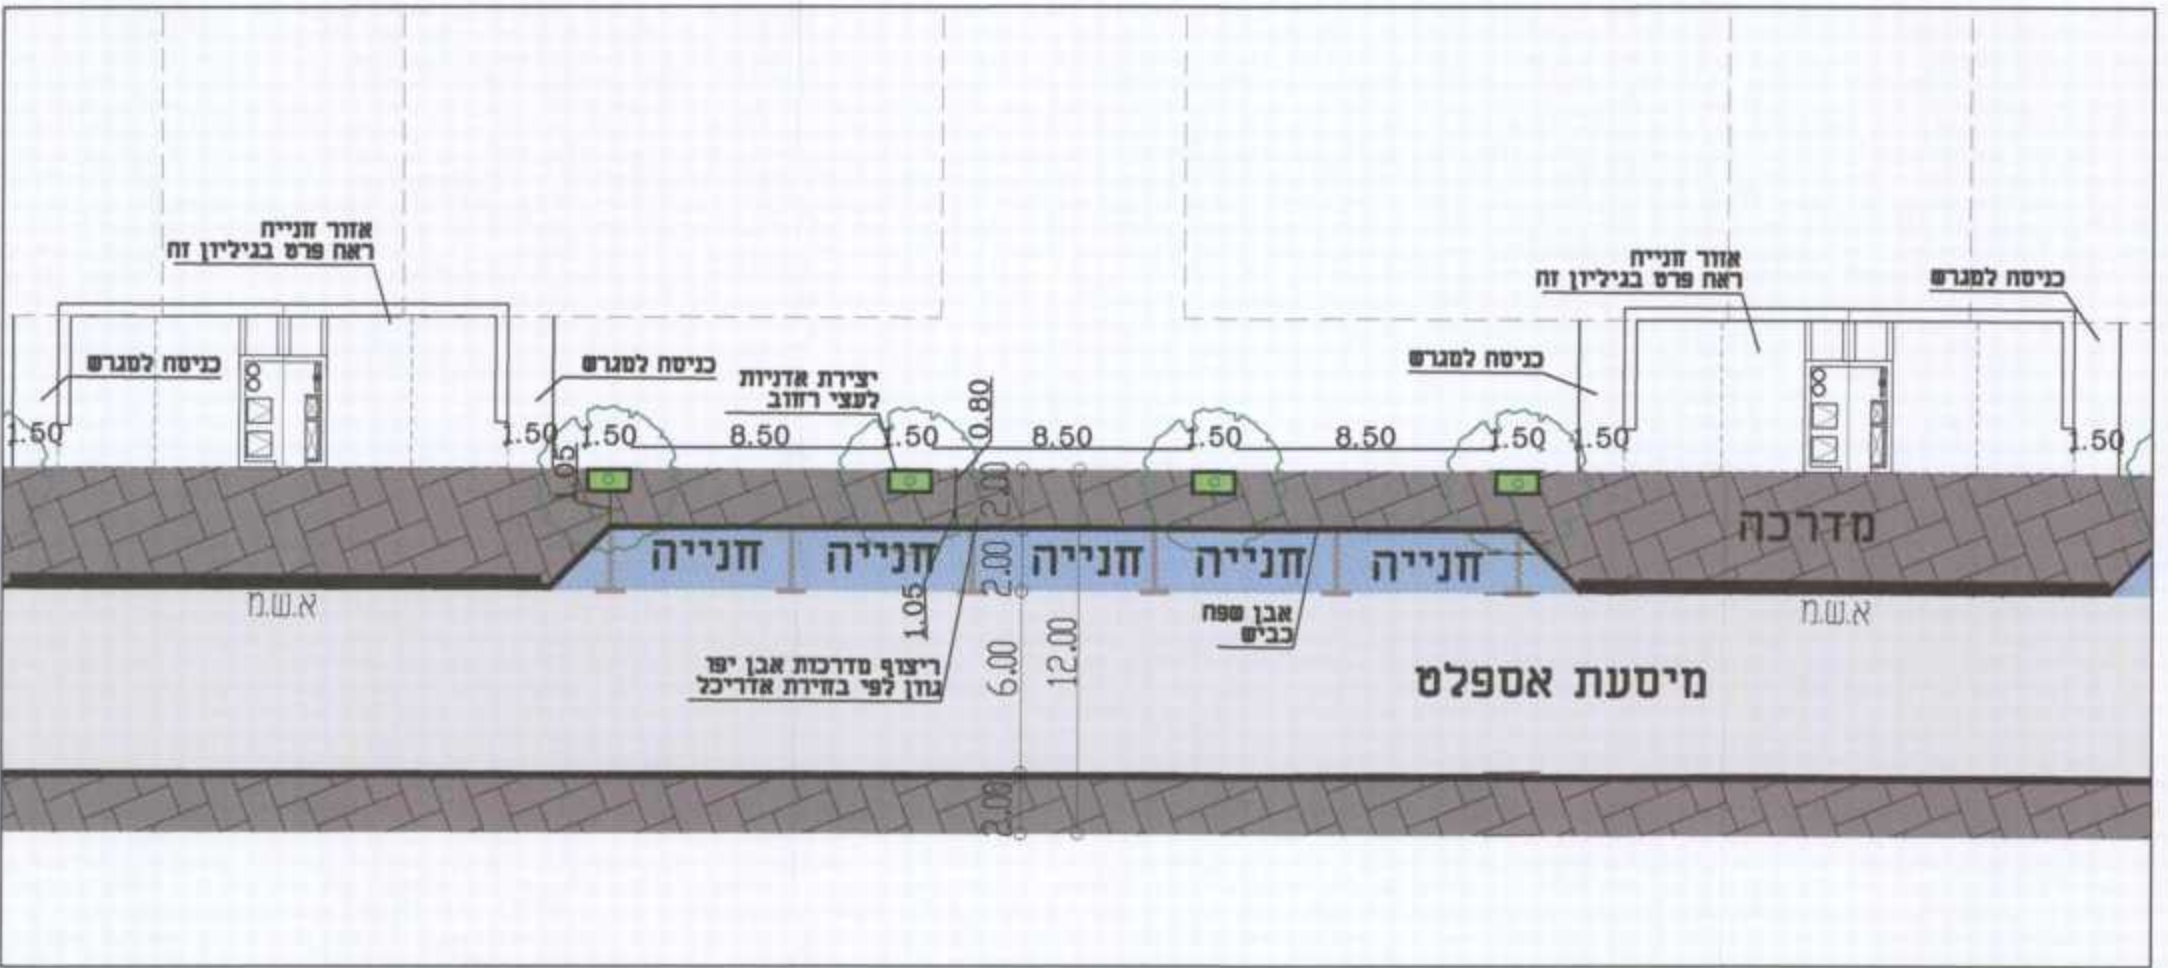 אזור חנייה
ראה פרט בגיליון זה
אזור חנייה
ראה פרט בגיליון זה
כניסה למגרש
כניסה למגרש
כניסה למגרש
יצירת אדניות
לעצי רחוב
0.80
כניסה למגרש
1.50
1.50
1.50
8.50
1.50
8.50
1.50
8.50
1.50
1.50
1.50
1.05
2.00
מדרכה
חנייה
חנייה
חנייה
חנייה
חנייה
2.00
א.ש.מ
א.ש.מ
1.05
אבן שפה
כביש
ריצוף מדרכות אבן יפו
גוון לפי בחירת אדריכל
6.00
12.00
מיסעת אספלט
2.00